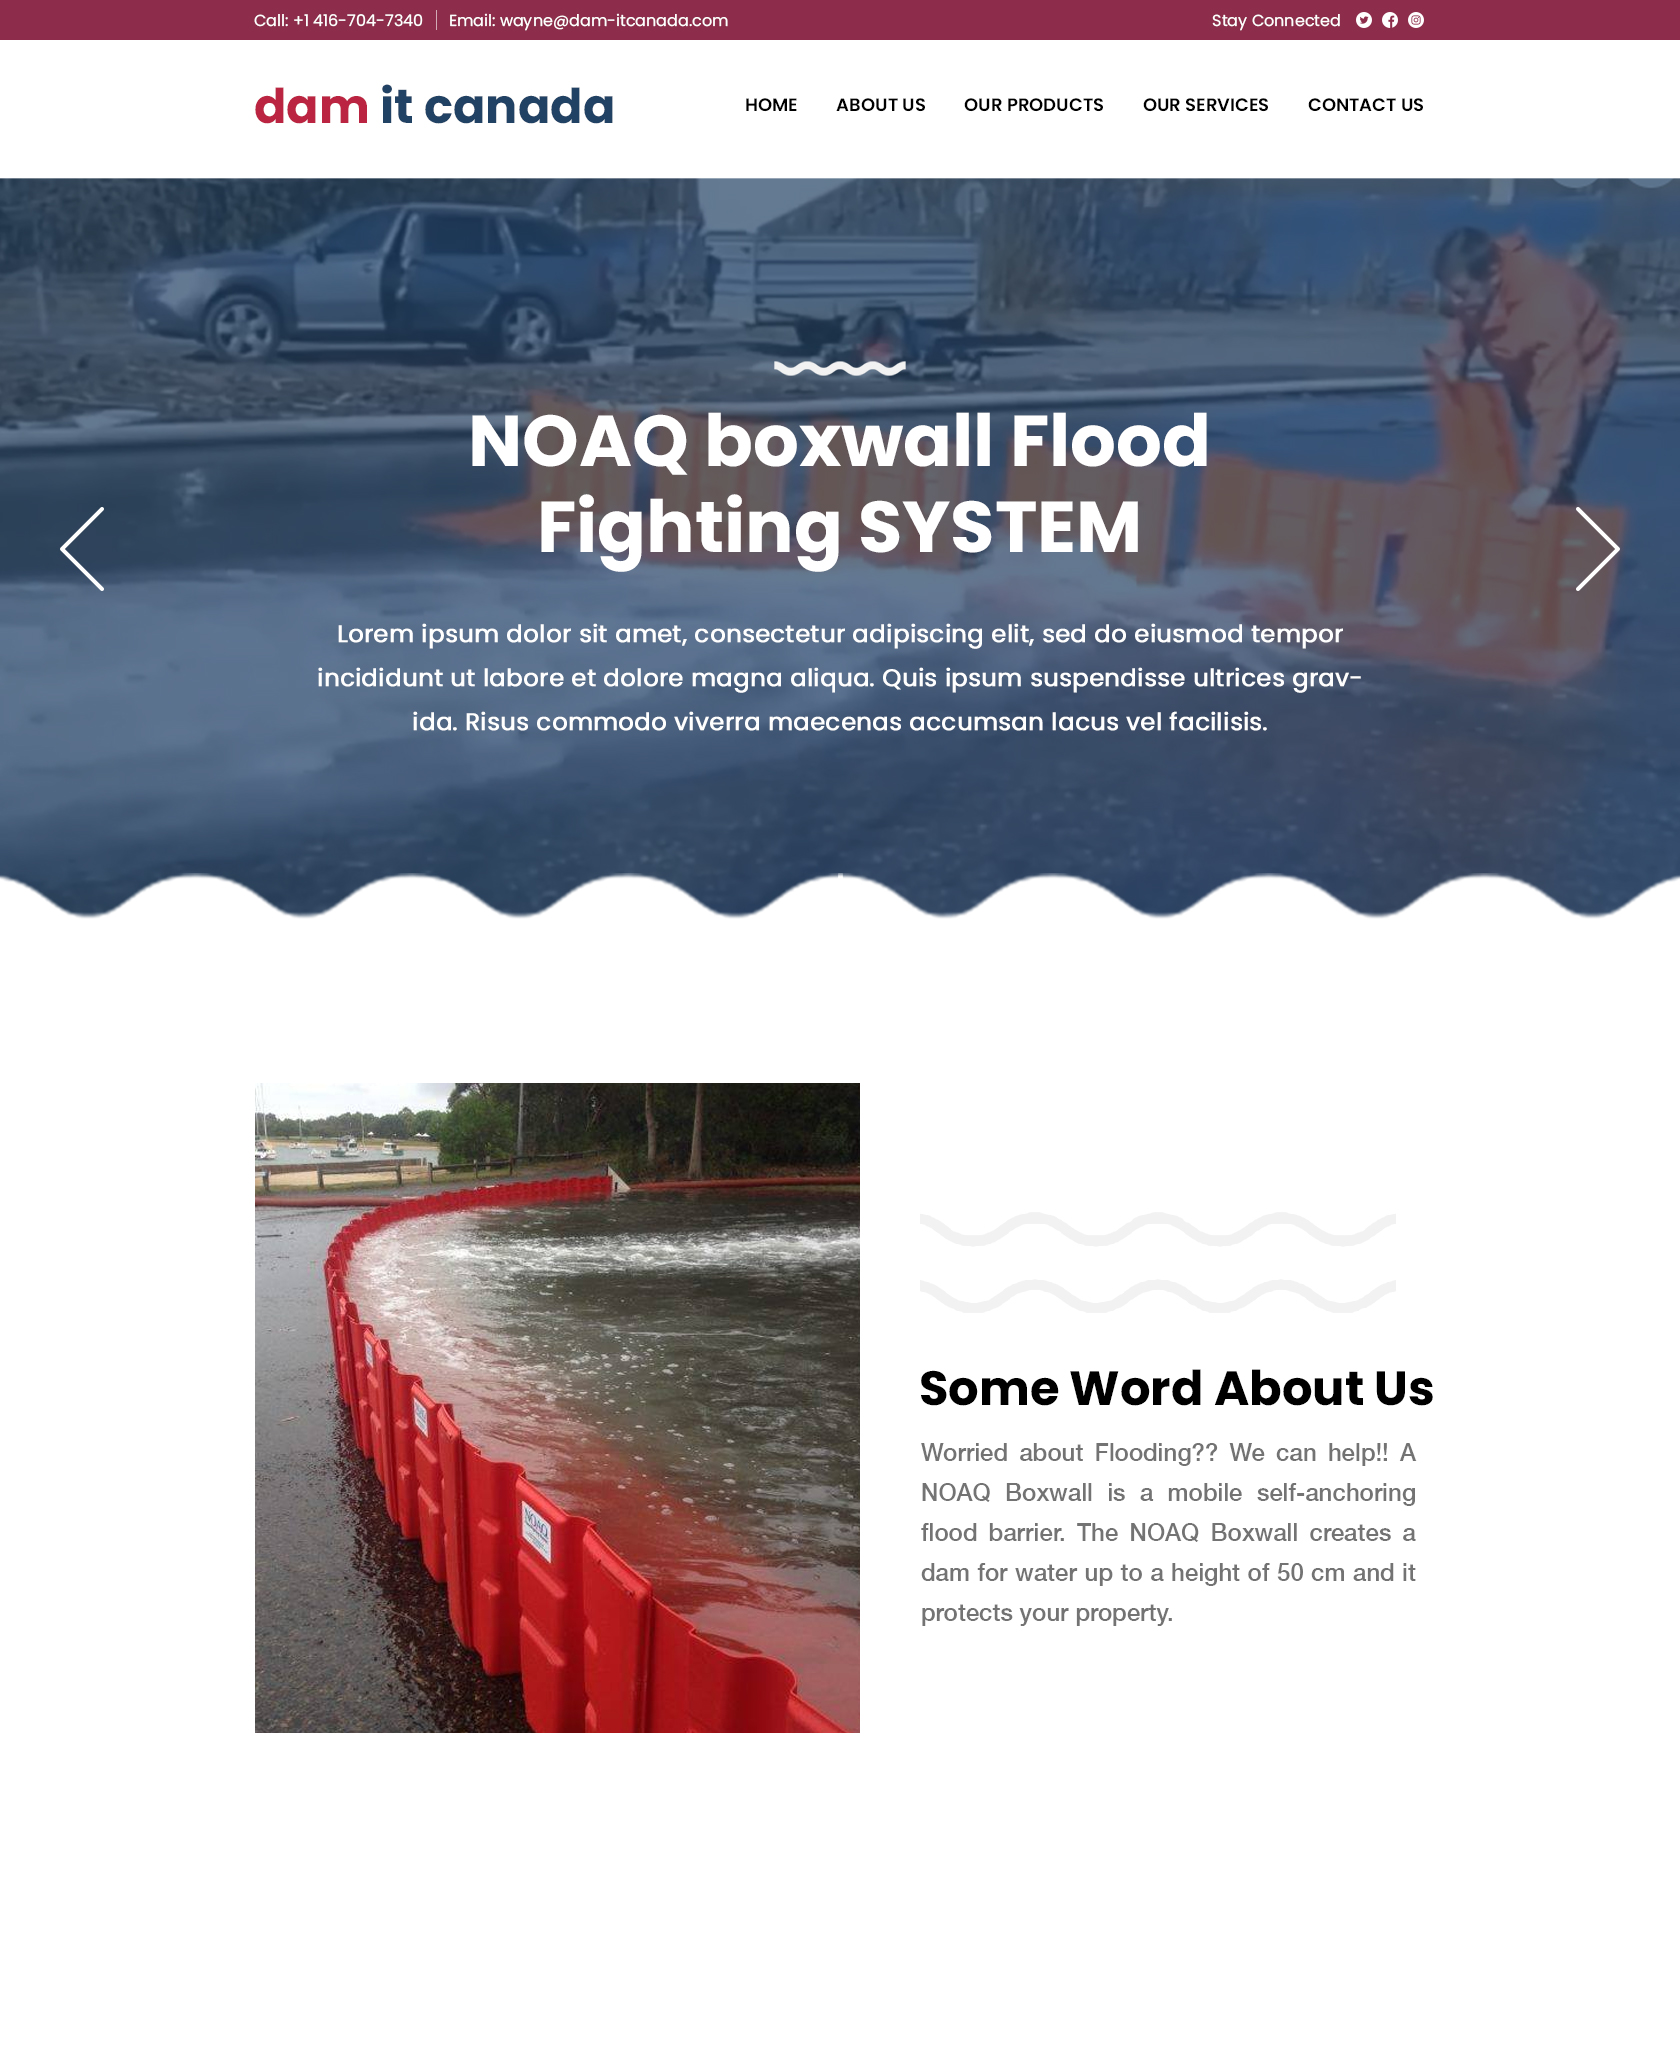 Call: +1 416-704-7340 Email: wayne@dam-itcanada.com Stay Connected
dam it canada
HOME ABOUT US OUR PRODUCTS OUR SERVICES CONTACT US
NOAQ boxwall Flood
Fighting SYSTEM
Lorem ipsum dolor sit amet, consectetur adipiscing elit, sed do eiusmod tempor
incididunt ut labore et dolore magna aliqua. Quis ipsum suspendisse ultrices grav-
ida. Risus commodo viverra maecenas accumsan lacus vel facilisis.
NOAQ
Some Word About Us
Worried about Flooding?? We can help!! A
NOAQ Boxwall is a mobile self-anchoring
flood barrier. The NOAQ Boxwall creates a
dam for water up to a height of 50 cm and it
protects your property.